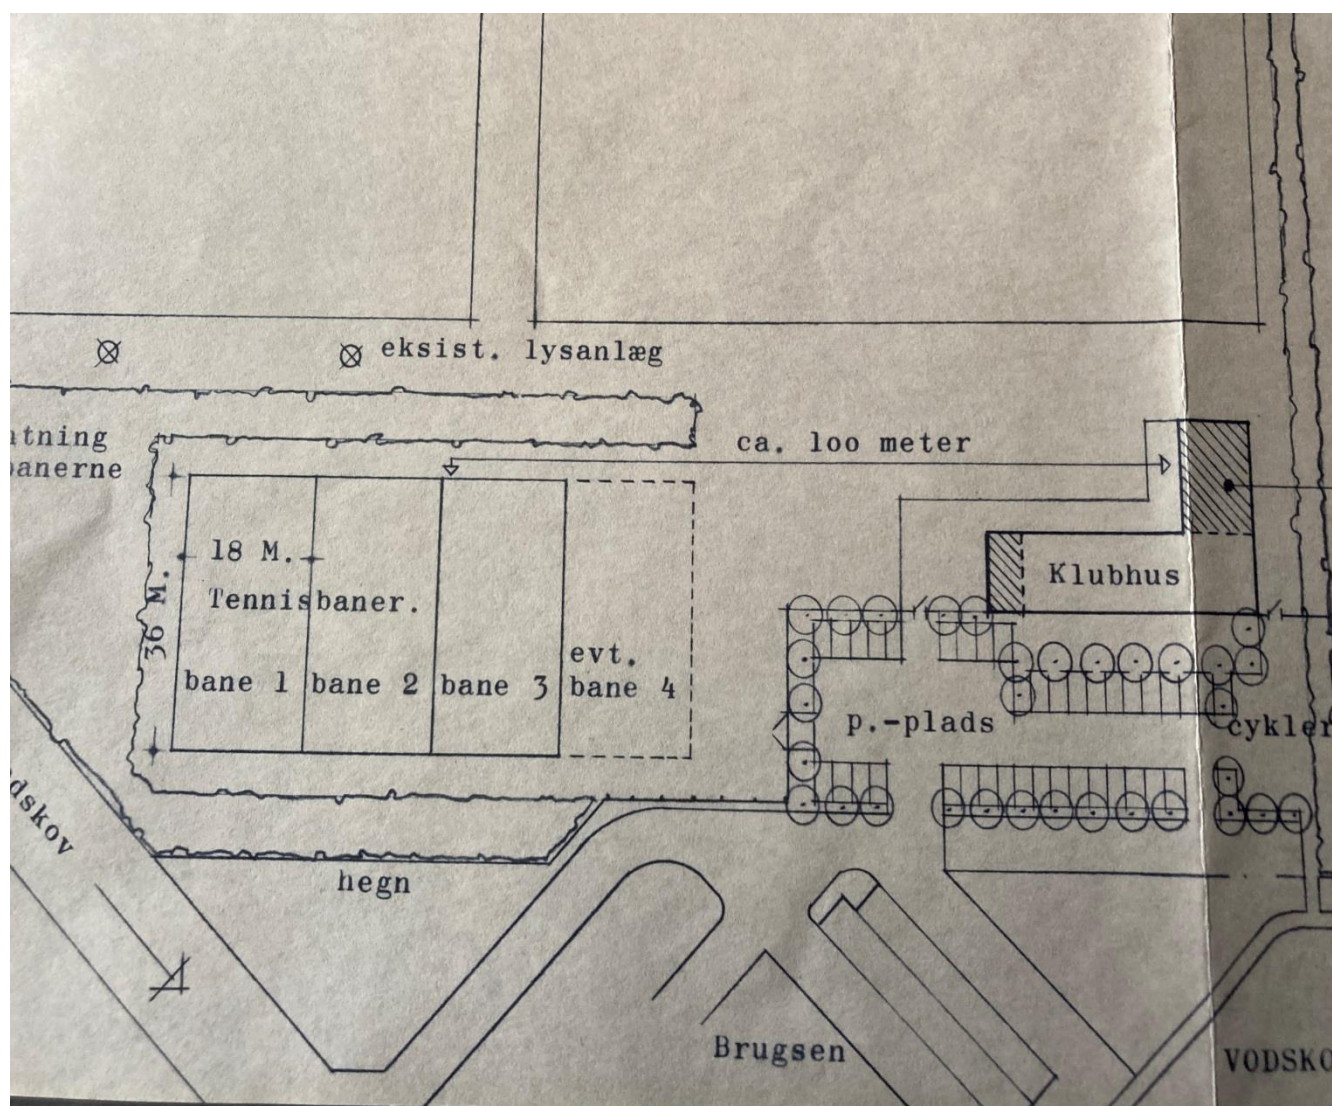 eksist. lysanlæg
ca. loo meter
atning
banerne
18 M.
Tennisbaner.
36 M.
bane 1
bane 2
bane 3
evt.
bane 4
Klubhus
p.-plads
cykler
dskov
hegn
Brugsen
VODSKO